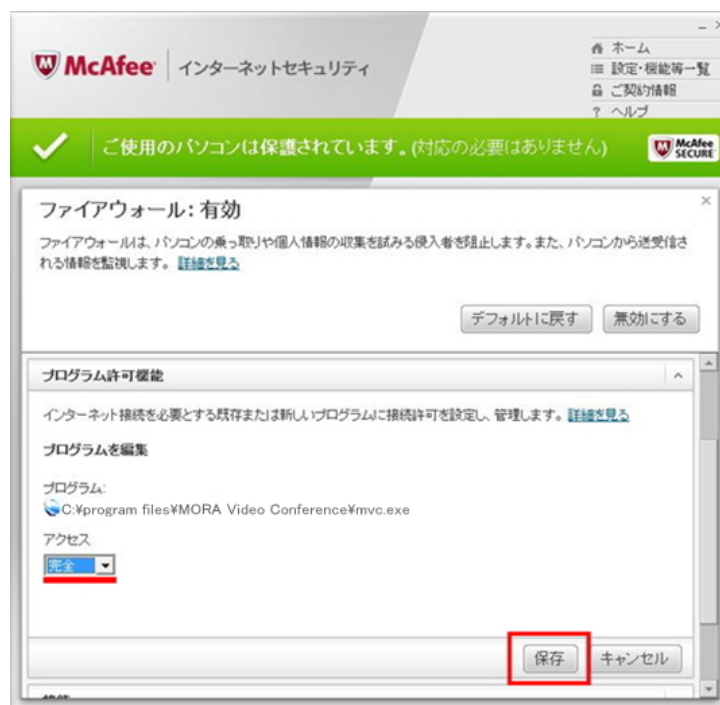 McAfee インターネットセキュリティ
ホーム
設定・機能等一覧
ご契約情報
? ヘルプ
ご使用のパソコンは保護されています。(対応の必要はありません)
McAfee
SECURE
ファイアウォール: 有効
ファイアウォールは、パソコンの乗っ取りや個人情報の収集を試みる侵入者を阻止します。また、パソコンから送受信さ
れる情報を監視します。 詳細を見る
デフォルトに戻す 無効にする
プログラム許可機能
インターネット接続を必要とする既存または新しいプログラムに接続許可を設定し、管理します。 詳細を見る
プログラムを編集
プログラム:
C:¥program files¥MORA Video Conference¥mvc.exe
アクセス
完全
保存 キャンセル